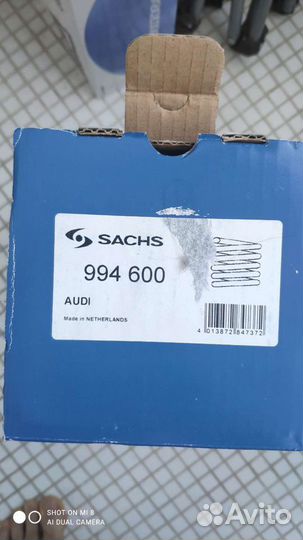 SACHS
994 600
AUDI
Made in NETHERLANDS
4 013872 847372
SHOT ON MI 8
AI DUAL CAMERA
Avito